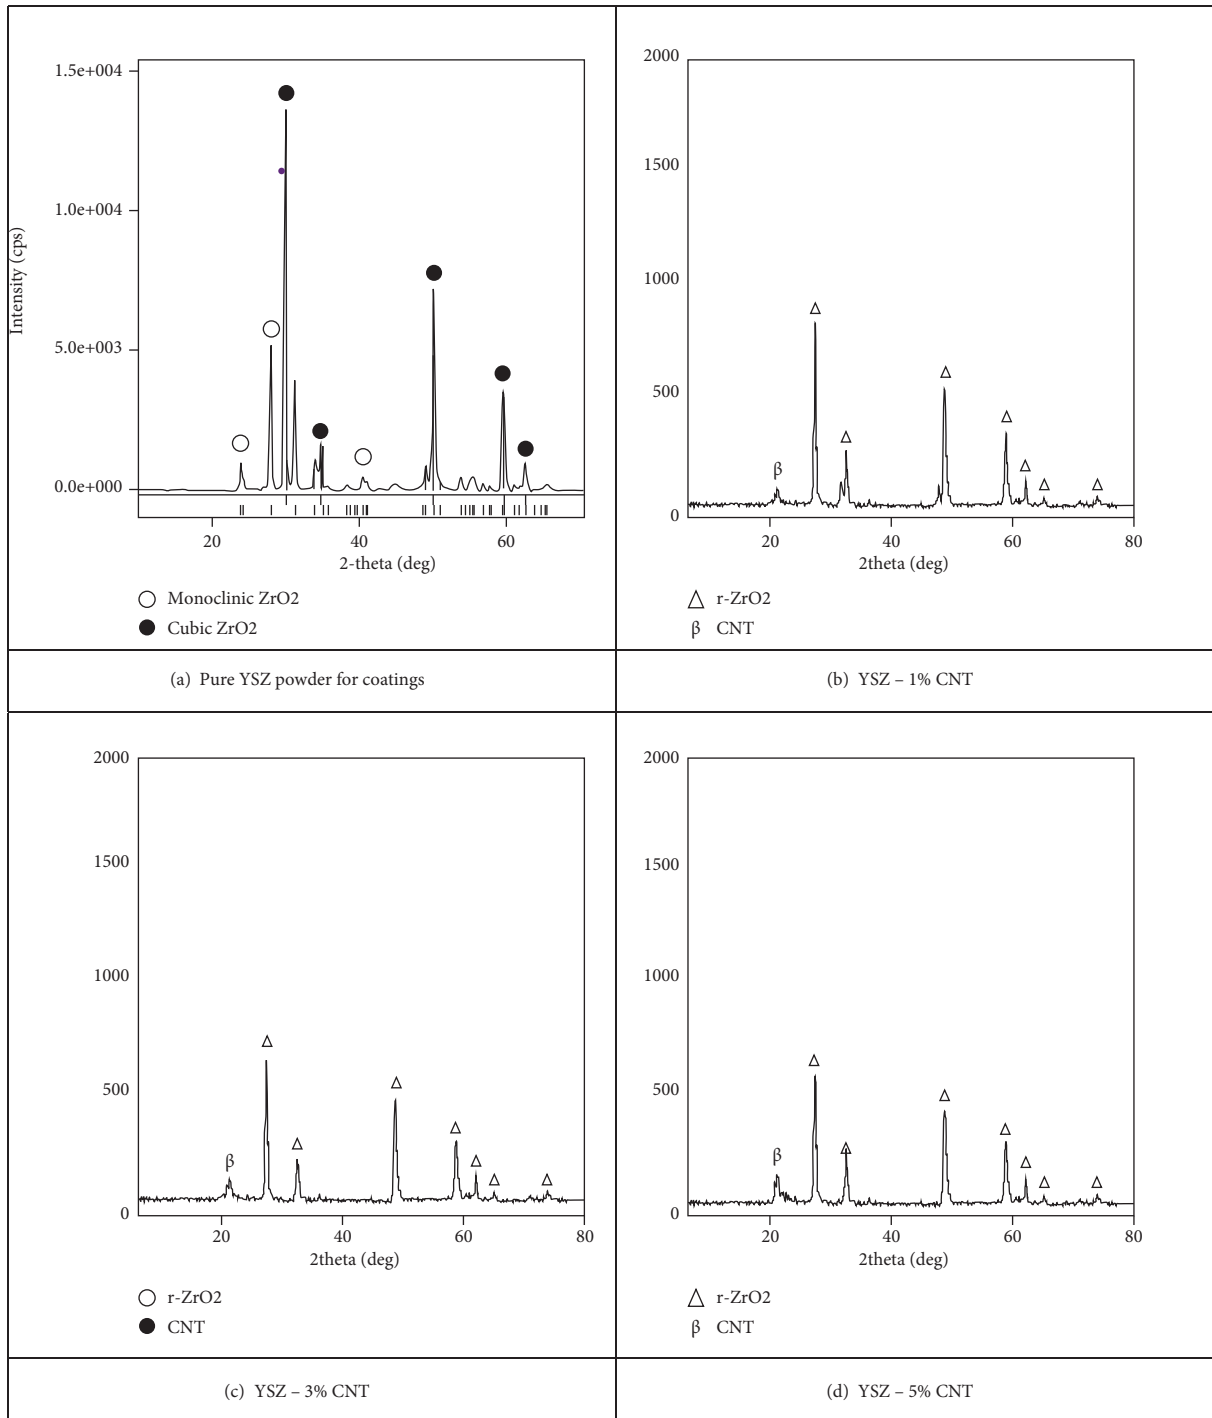 Intensity (cps)
1.5e+004
1.0e+004
5.0e+003
0.0e+000
20 40 60
2-theta (deg)
Monoclinic ZrO2
Cubic ZrO2
(a) Pure YSZ powder for coatings
2000
1500
1000
500
0
β
20 40 60 80
2theta (deg)
r-ZrO2
β CNT
(b) YSZ – 1% CNT
2000
1500
1000
500
0
β
20 40 60 80
2theta (deg)
r-ZrO2
CNT
(c) YSZ – 3% CNT
2000
1500
1000
500
0
β
20 40 60 80
2theta (deg)
r-ZrO2
β CNT
(d) YSZ – 5% CNT